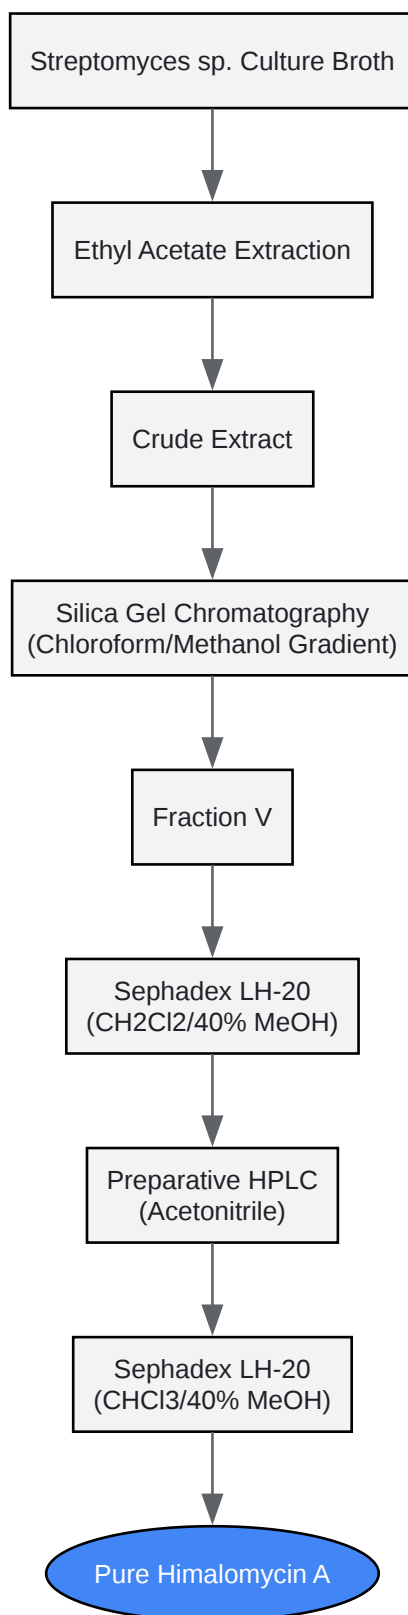 Streptomyces sp. Culture Broth
Ethyl Acetate Extraction
Crude Extract
Silica Gel Chromatography
(Chloroform/Methanol Gradient)
Fraction V
Sephadex LH-20
(CH2Cl2/40% MeOH)
Preparative HPLC
(Acetonitrile)
Sephadex LH-20
(CHCl3/40% MeOH)
Pure Himalomycin A